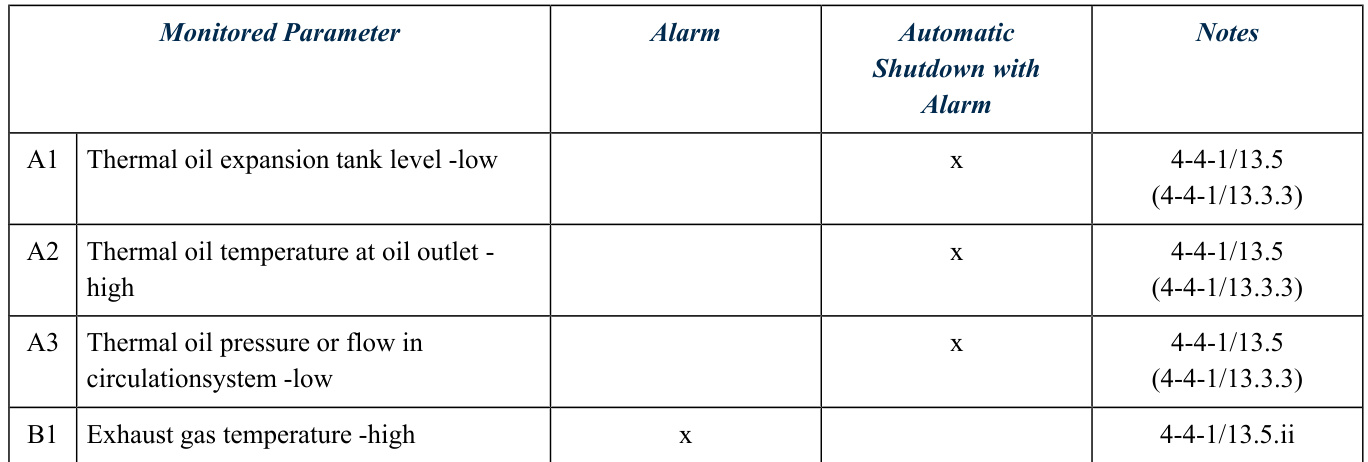 Monitored Parameter Alarm Automatic Notes
Shutdown with
Alarm
A1 Thermal oil expansion tank level -low x 4-4-1/13.5
(4-4-1/13.3.3)
A2 Thermal oil temperature at oil outlet - x 4-4-1/13.5
high (4-4-1/13.3.3)
A3 Thermal oil pressure or flow in x 4-4-1/13.5
circulationsystem -low (4-4-1/13.3.3)
B1 Exhaust gas temperature -high x 4-4-1/13.5.ii